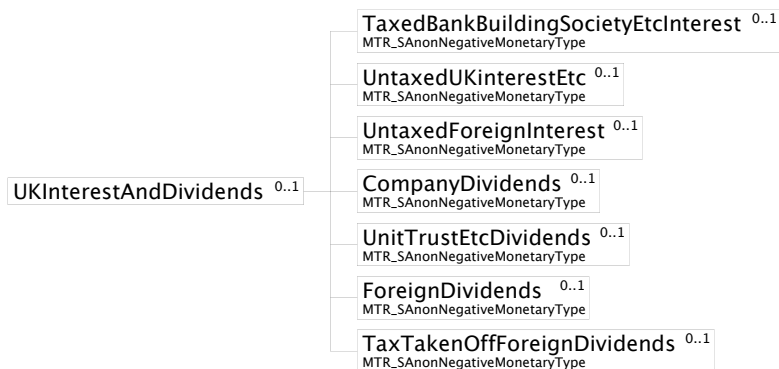 TaxedBankBuildingSocietyEtcInterest 0..1
MTR_SAnonNegativeMonetaryType
UntaxedUKinterestEtc 0..1
MTR_SAnonNegativeMonetaryType
UntaxedForeignInterest 0..1
MTR_SAnonNegativeMonetaryType
UKInterestAndDividends 0..1
CompanyDividends 0..1
MTR_SAnonNegativeMonetaryType
UnitTrustEtcDividends 0..1
MTR_SAnonNegativeMonetaryType
ForeignDividends 0..1
MTR_SAnonNegativeMonetaryType
TaxTakenOffForeignDividends 0..1
MTR_SAnonNegativeMonetaryType